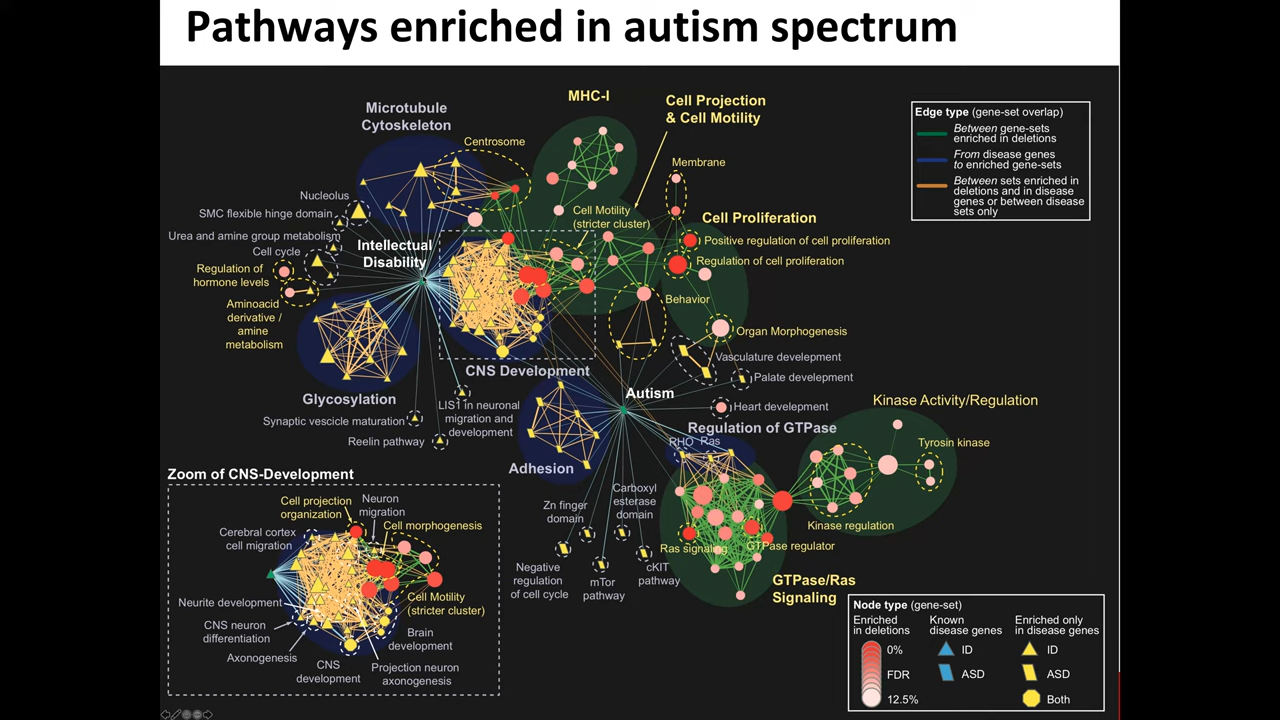 Pathways enriched in autism spectrum
MHC-I
Cell Projection
& Cell Motility
Microtubule
Cytoskeleton
Centrosome
Membrane
Nucleolus
SMC flexible hinge domain
Urea and amine group metabolism
Cell cycle
Regulation of
hormone levels
Aminoacid
derivative /
amine
metabolism
Intellectual
Disability
Cell Motility
(stricter cluster)
Cell Proliferation
Positive regulation of cell proliferation
Regulation of cell proliferation
Behavior
Organ Morphogenesis
Vasculature development
Palate development
Heart development
CNS Development
Autism
Glycosylation
Synaptic vescicle maturation
Reelin pathway
LIS1 in neuronal
migration and
development
Adhesion
Regulation of GTPase
RHO
Ras
Kinase Activity/Regulation
Tyrosin kinase
Kinase regulation
Carboxyl
esterase
domain
Zn finger
domain
Negative
regulation
of cell cycle
mTor
pathway
cKIT
pathway
Ras signaling
GTPase regulator
GTPase/Ras
Signaling
Zoom of CNS-Development
Cell projection
organization
Neuron
migration
Cell morphogenesis
Cerebral cortex
cell migration
Cell Motility
(stricter cluster)
Neurite development
CNS neuron
differentiation
Axonogenesis
CNS
development
Brain
development
Projection neuron
axonogenesis
Edge type (gene-set overlap)
Between gene-sets
enriched in deletions
From disease genes
to enriched gene-sets
Between sets enriched in
deletions and in disease
genes or between disease
sets only
Node type (gene-set)
Enriched
in deletions
Known
disease genes
Enriched only
in disease genes
0%
FDR
12.5%
ID
ASD
ID
ASD
Both